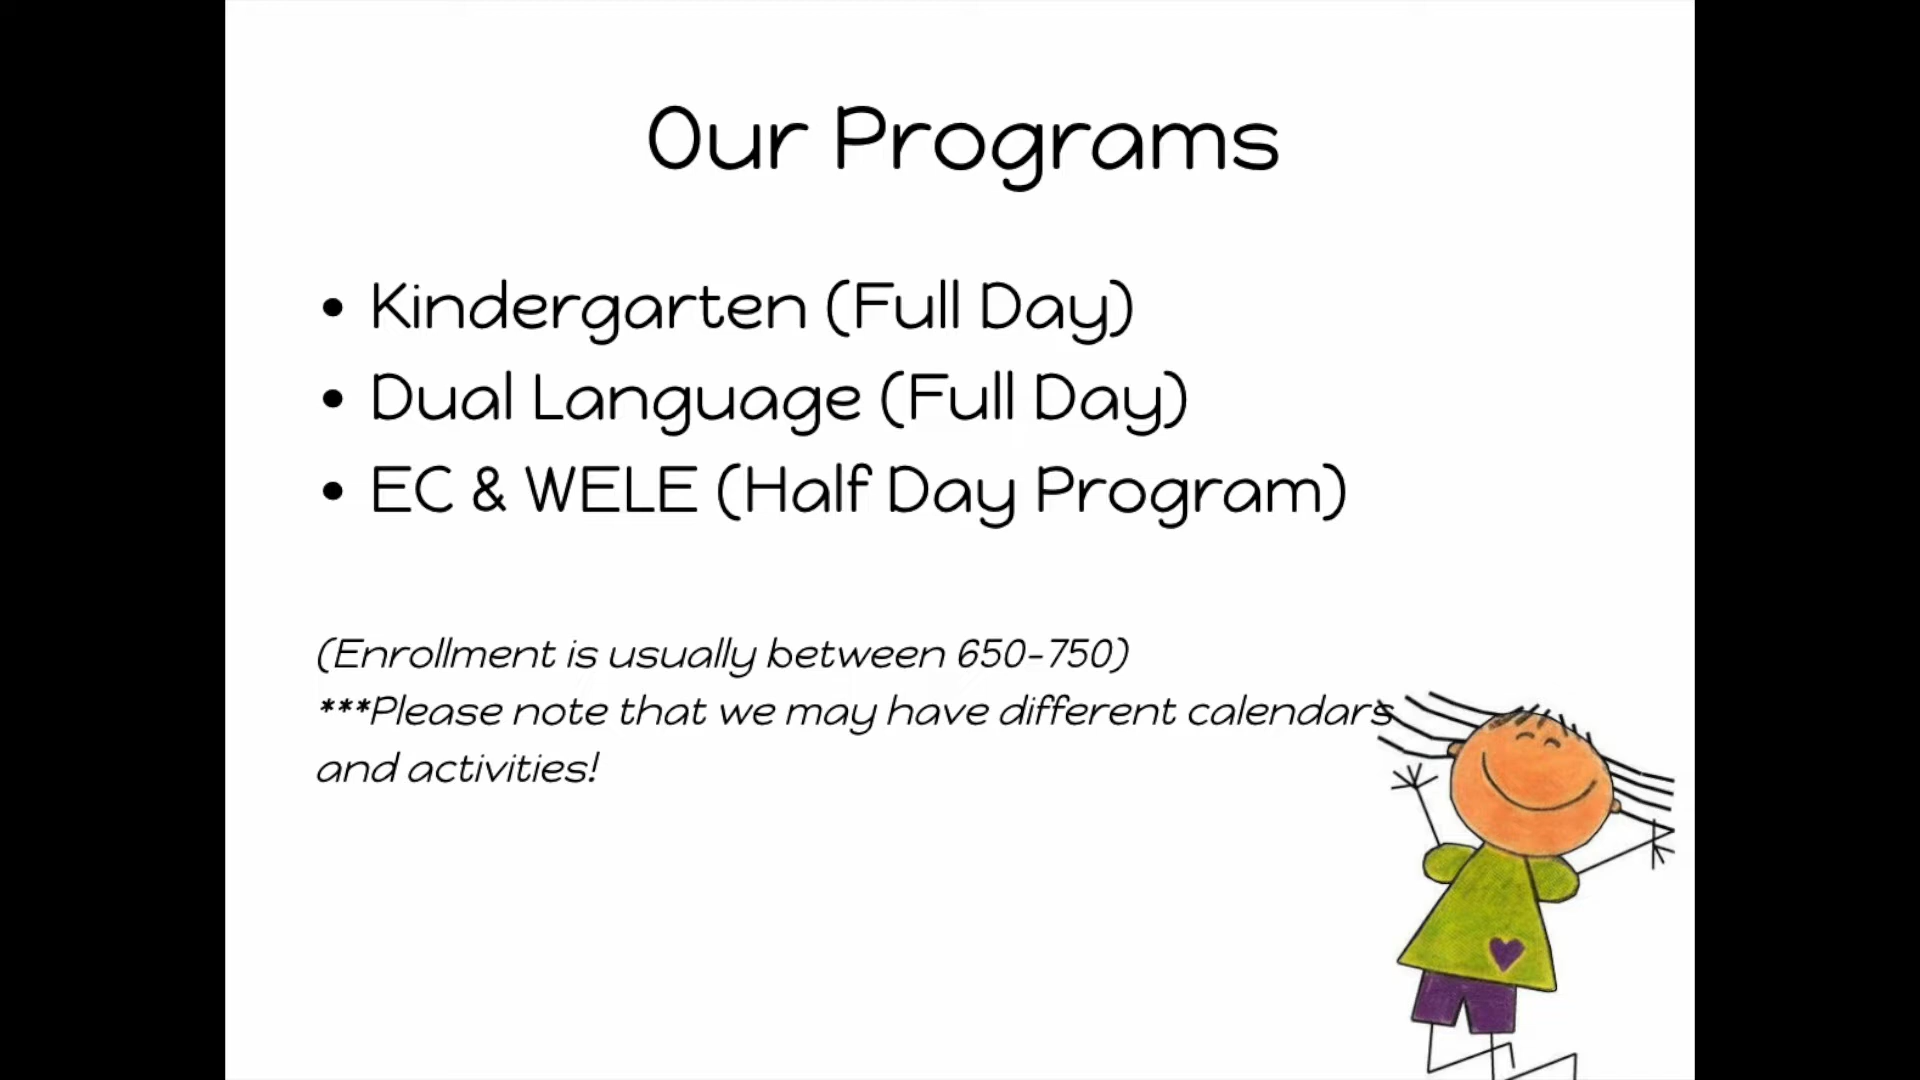 Our Programs
• Kindergarten (Full Day)
• Dual Language (Full Day)
• EC & WELE (Half Day Program)
(Enrollment is usually between 650-750)
***Please note that we may have different calendars
and activities!